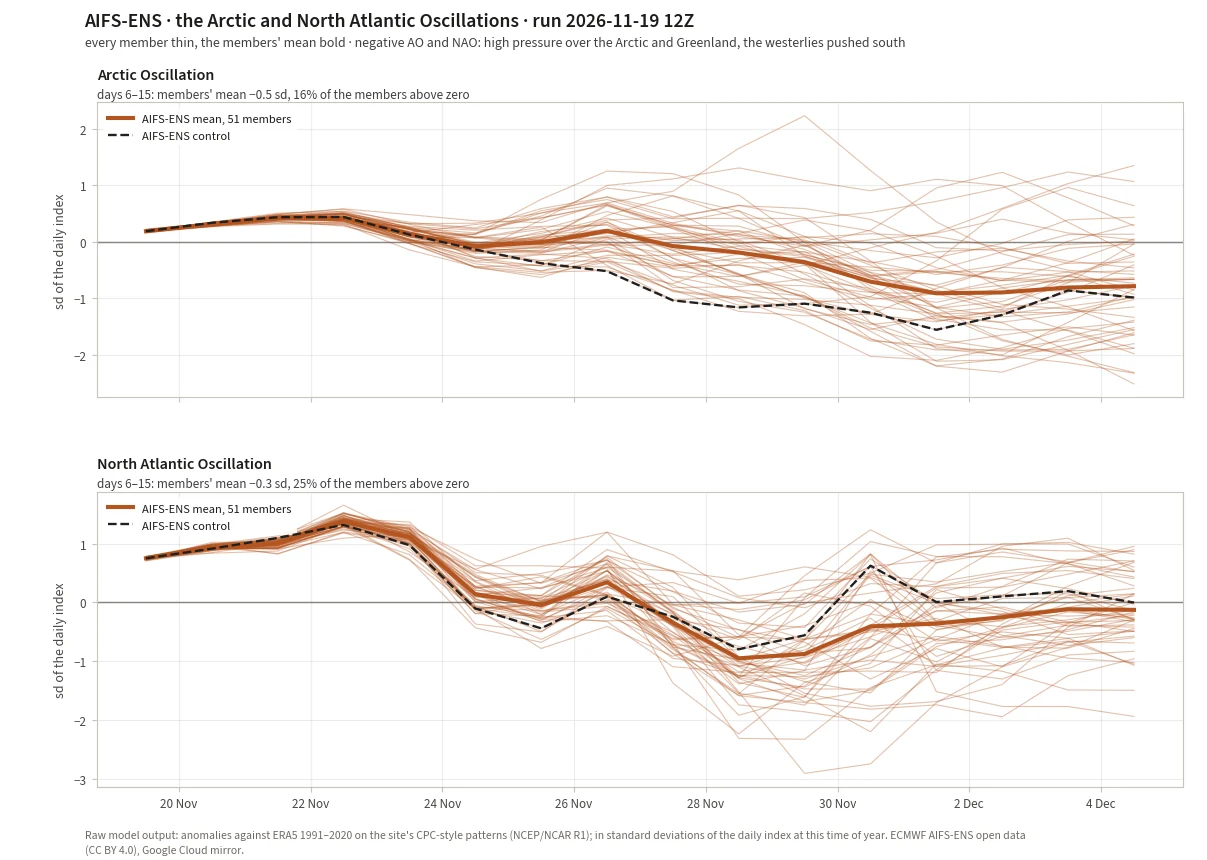 AIFS-ENS · the Arctic and North Atlantic Oscillations · run 2026-11-19 12Z
every member thin, the members' mean bold · negative AO and NAO: high pressure over the Arctic and Greenland, the westerlies pushed south
Arctic Oscillation
days 6–15: members' mean −0.5 sd, 16% of the members above zero
AIFS-ENS mean, 51 members
AIFS-ENS control
sd of the daily index
2
1
0
−1
−2
North Atlantic Oscillation
days 6–15: members' mean −0.3 sd, 25% of the members above zero
AIFS-ENS mean, 51 members
AIFS-ENS control
sd of the daily index
1
0
−1
−2
−3
20 Nov 22 Nov 24 Nov 26 Nov 28 Nov 30 Nov 2 Dec 4 Dec
Raw model output: anomalies against ERA5 1991–2020 on the site's CPC-style patterns (NCEP/NCAR R1); in standard deviations of the daily index at this time of year. ECMWF AIFS-ENS open data
(CC BY 4.0), Google Cloud mirror.